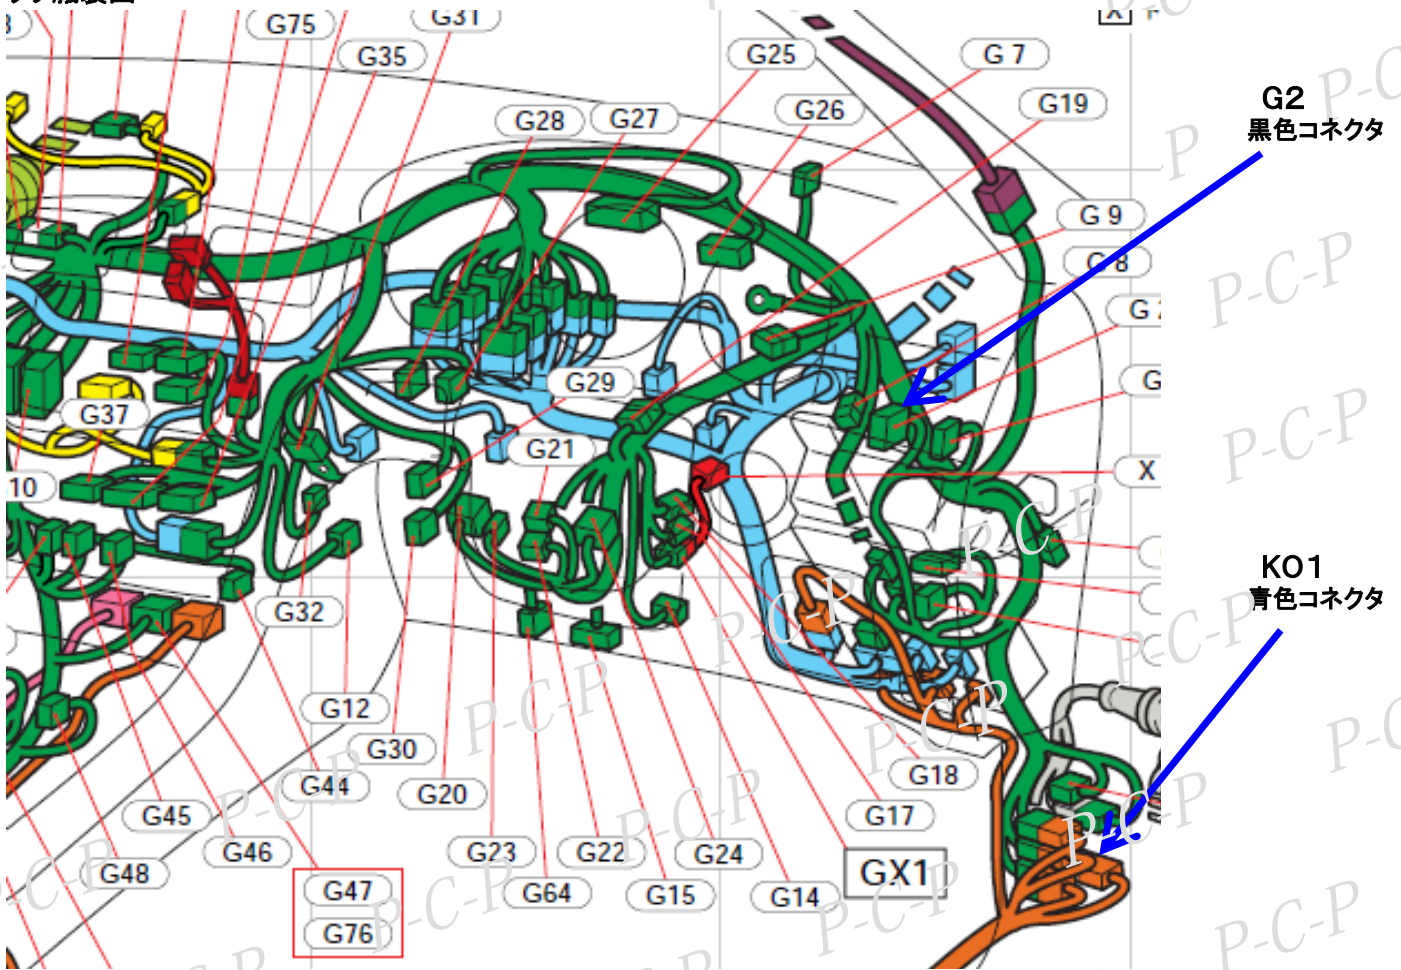 G31
G75
G35
G25
G 7
G2
黒色コネクタ
G28
G27
G26
G19
G 9
G 8
G
G29
G37
G21
G
10
X
G32
KO1
青色コネクタ
G12
G30
G44
G20
G18
G45
G46
G48
G17
G23
G22
G24
GX1
G47
G64
G15
G14
G76
P-C-P
P-C-P
P-C-P
P-C-P
P-C-P
P-C-P
P-C-P
P-C-P
P-C-P
P-C-P
P-C-P
P-C-P
P-C-P
P-C-P